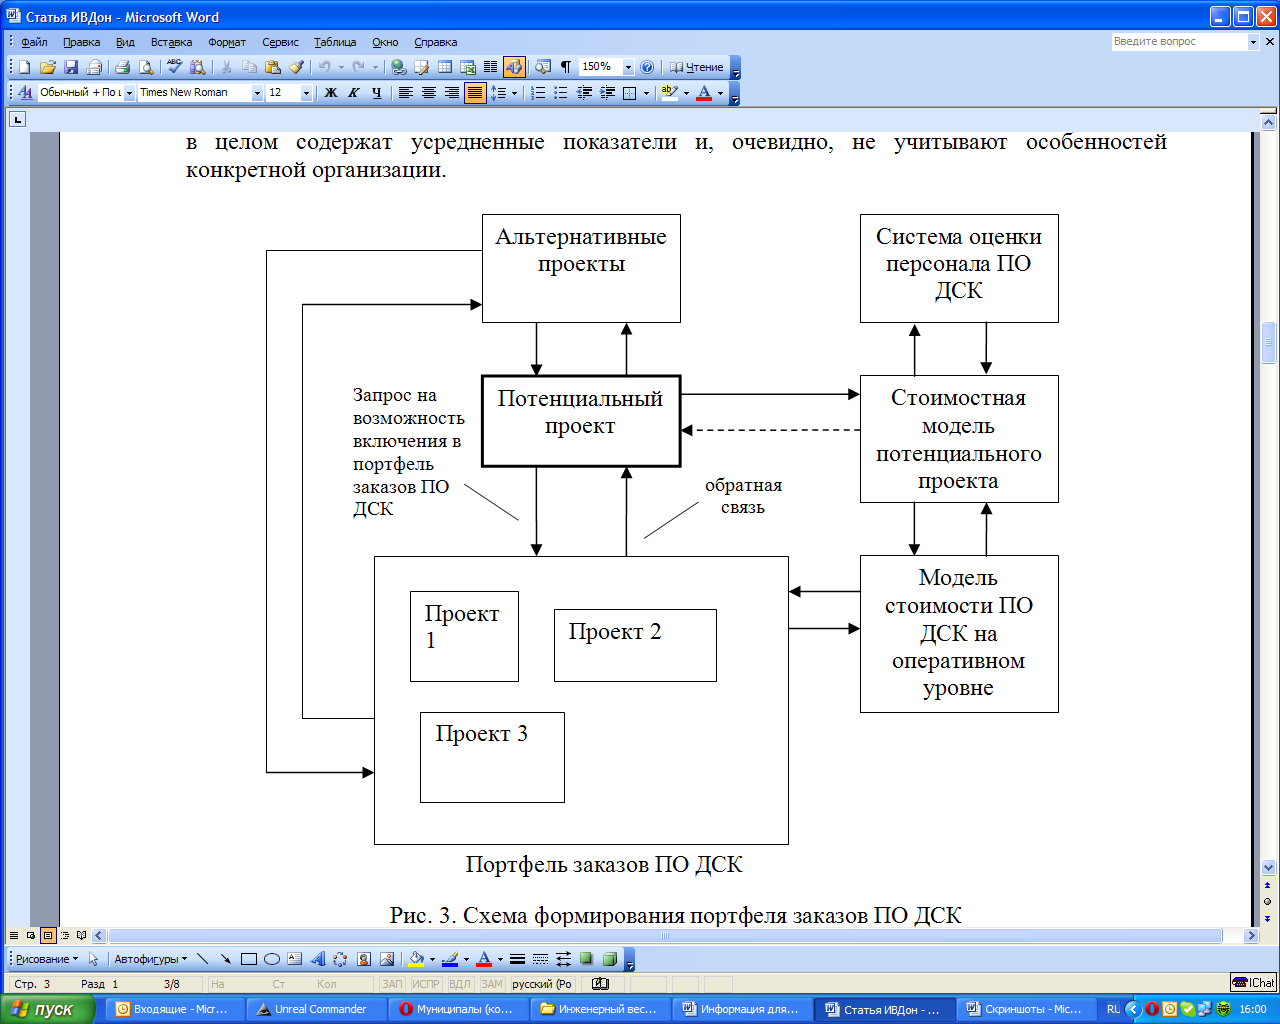 Статья ИВДон - Microsoft Word
Файл Правка Вид Вставка Формат Сервис Таблица Окно Справка
Введите вопрос
150%
Чтение
Обычный + По ц
Times New Roman
12
Ж К Ч
в целом содержат усредненные показатели и, очевидно, не учитывают особенностей
конкретной организации.
Альтернативные
проекты
Система оценки
персонала ПО
ДСК
Запрос на
возможность
включения в
портфель
заказов ПО
ДСК
Потенциальный
проект
Стоимостная
модель
потенциального
проекта
обратная
связь
Проект
1
Проект 2
Проект 3
Модель
стоимости ПО
ДСК на
оперативном
уровне
Портфель заказов ПО ДСК
Рис. 3. Схема формирования портфеля заказов ПО ДСК
Рисование
Автофигуры
Стр. 3 Разд 1 3/8 На Ст Кол ЗАП ИСПР ВДЛ ЗАМ русский (Ро
IChat
пуск
Входящие - Micr...
Unreal Commander
Муниципалы (ко...
Инженерный вес...
Информация для...
Статья ИВДон - ...
Скриншоты - Mic...
RU
16:00